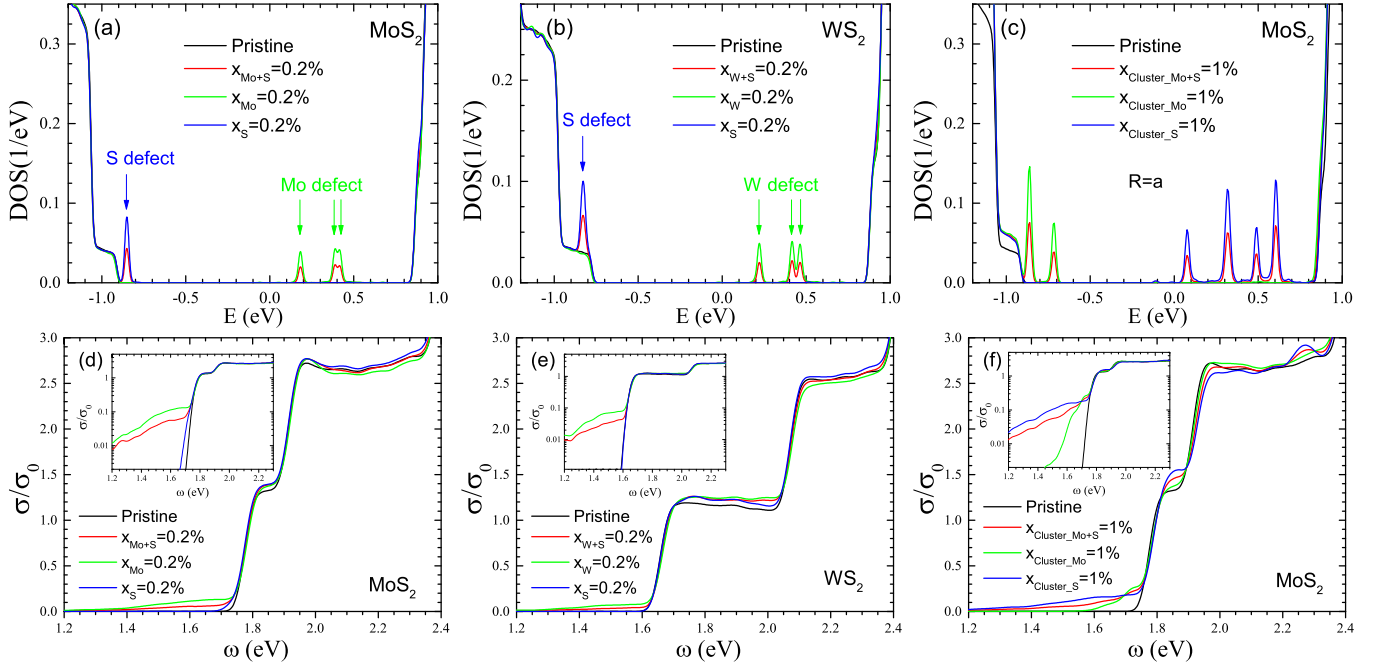 (a)
MoS2
Pristine
xMo+S=0.2%
xMo=0.2%
xS=0.2%
S defect
Mo defect
DOS(1/eV)
0.3
0.2
0.1
0.0
-1.0 -0.5 0.0 0.5 1.0
E (eV)
(b)
WS2
Pristine
xW+S=0.2%
xW=0.2%
xS=0.2%
S defect
W defect
DOS(1/eV)
0.2
0.1
0.0
-1.0 -0.5 0.0 0.5 1.0
E (eV)
(c)
MoS2
Pristine
xCluster_Mo+S=1%
xCluster_Mo=1%
xCluster_S=1%
R=a
DOS(1/eV)
0.3
0.2
0.1
0.0
-1.0 -0.5 0.0 0.5 1.0
E (eV)
(d)
σ/σ0
3.0
2.5
2.0
1.5
1.0
0.5
0.0
1.2 1.4 1.6 1.8 2.0 2.2 2.4
ω (eV)
σ/σ0
1
0.1
0.01
1.2 1.4 1.6 1.8 2.0 2.2
ω (eV)
Pristine
xMo+S=0.2%
xMo=0.2%
xS=0.2%
MoS2
(e)
σ/σ0
3.0
2.5
2.0
1.5
1.0
0.5
0.0
1.2 1.4 1.6 1.8 2.0 2.2 2.4
ω (eV)
σ/σ0
1
0.1
0.01
1.2 1.4 1.6 1.8 2.0 2.2
ω (eV)
Pristine
xW+S=0.2%
xW=0.2%
xS=0.2%
WS2
(f)
σ/σ0
3.0
2.5
2.0
1.5
1.0
0.5
0.0
1.2 1.4 1.6 1.8 2.0 2.2 2.4
ω (eV)
σ/σ0
1
0.1
0.01
1.2 1.4 1.6 1.8 2.0 2.2
ω (eV)
Pristine
xCluster_Mo+S=1%
xCluster_Mo=1%
xCluster_S=1%
MoS2